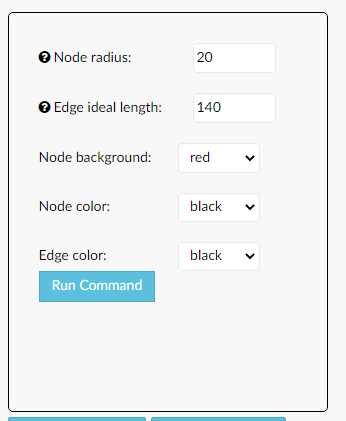 Node radius: 20
Edge ideal length: 140
Node background: red
Node color: black
Edge color: black
Run Command